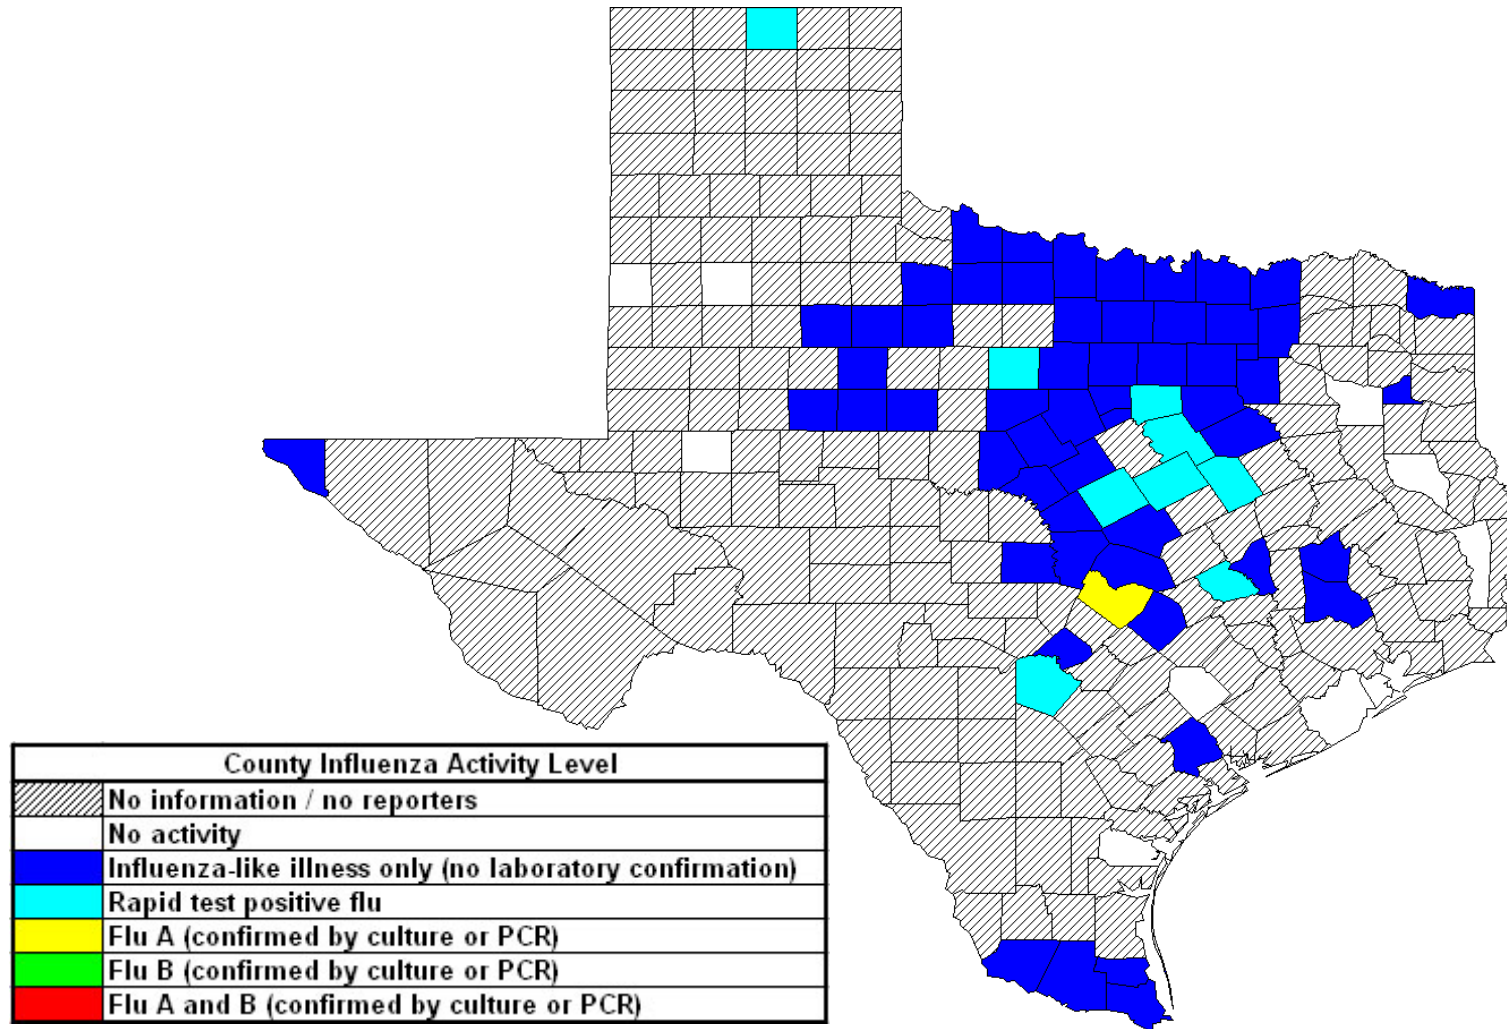 County Influenza Activity Level
No information / no reporters
No activity
Influenza-like illness only (no laboratory confirmation)
Rapid test positive flu
Flu A (confirmed by culture or PCR)
Flu B (confirmed by culture or PCR)
Flu A and B (confirmed by culture or PCR)